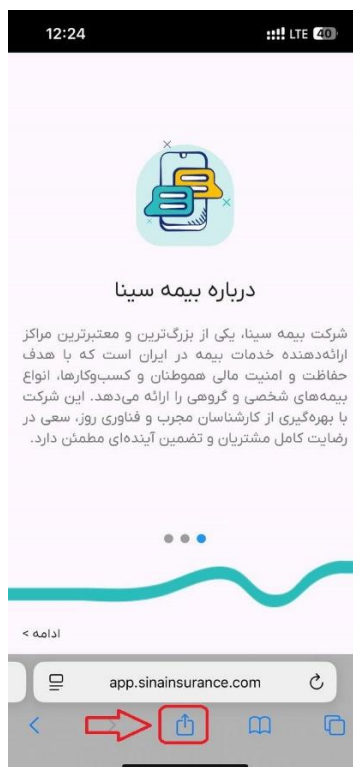 12:24
LTE 40
درباره بیمه سینا
شرکت بیمه سینا، یکی از بزرگ‌ترین و معتبرترین مراکز
ارائه‌دهنده خدمات بیمه در ایران است که با هدف
حفاظت و امنیت مالی هموطنان و کسب‌وکارها، انواع
بیمه‌های شخصی و گروهی را ارائه می‌دهد. این شرکت
با بهره‌گیری از کارشناسان مجرب و فناوری روز، سعی در
رضایت کامل مشتریان و تضمین آینده‌ای مطمئن دارد.
ادامه >
app.sinainsurance.com